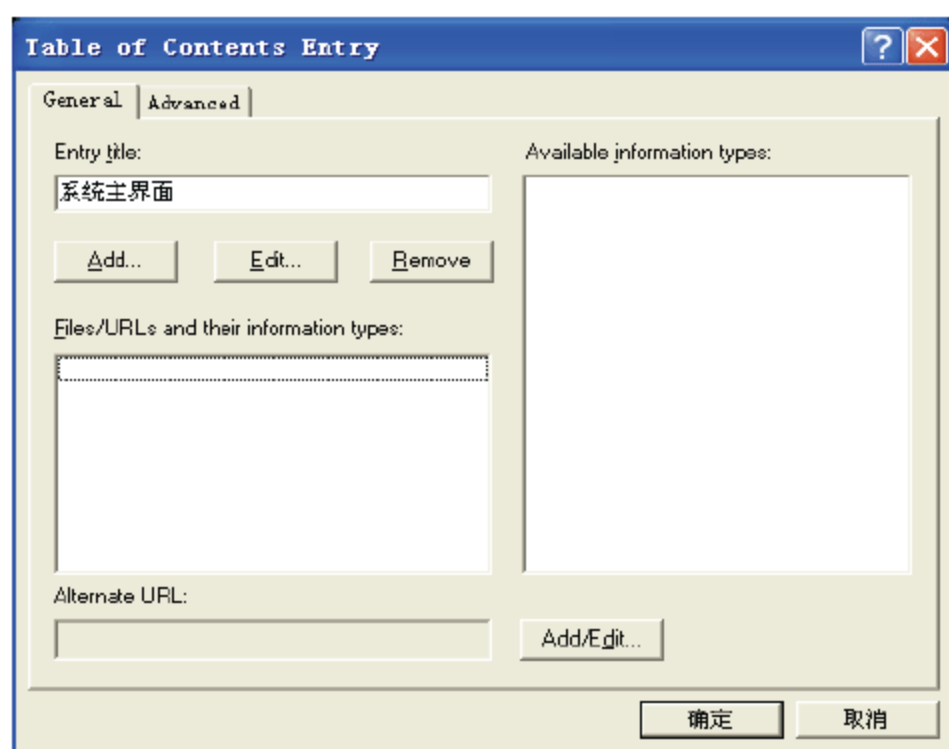 Table of Contents Entry
General
Advanced
Entry title:
系统主界面
Add...
Edit...
Remove
Files/URLs and their information types:
Alternate URL:
Available information types:
Add/Edit...
确定
取消